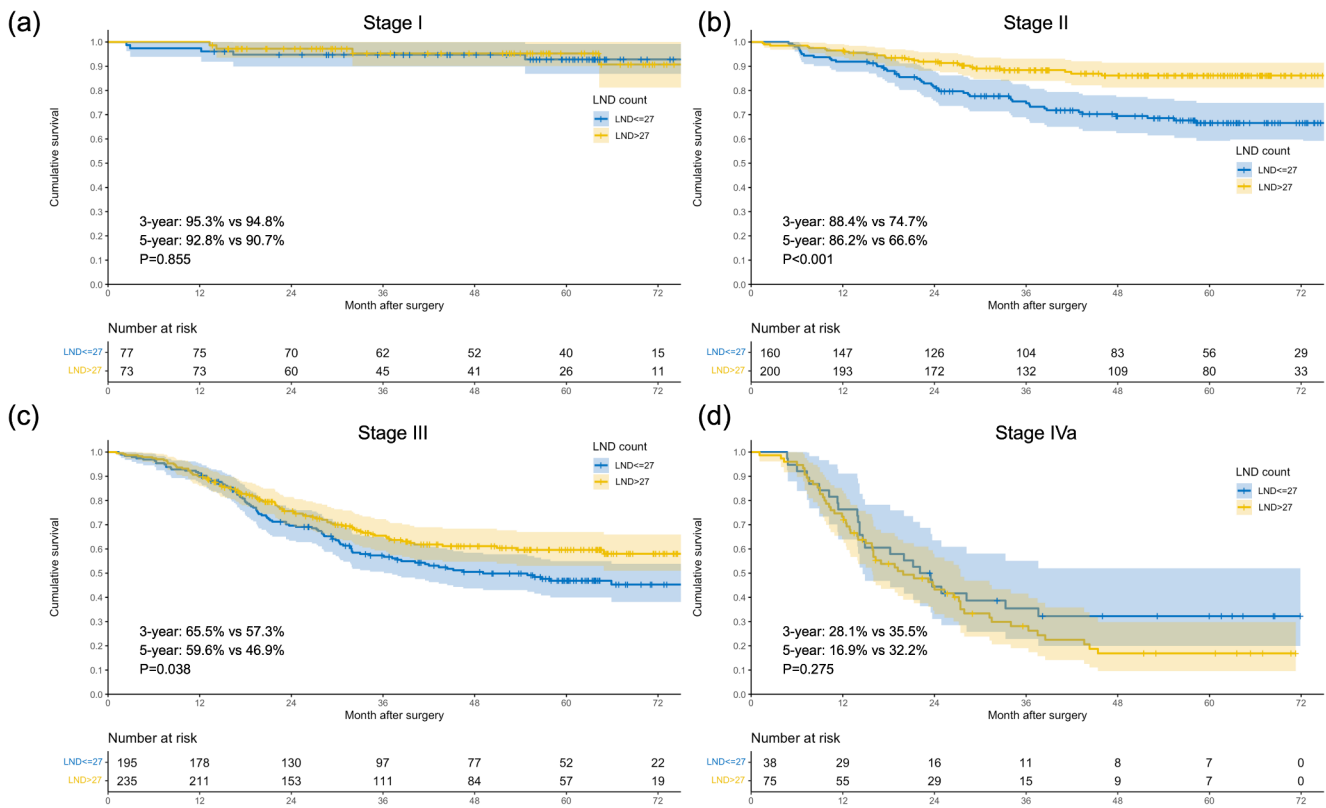 (a)
Stage I
1.0
0.9
0.8
0.7
0.6
0.5
0.4
0.3
0.2
0.1
0.0
Cumulative survival
LND count
LND<=27
LND>27
3-year: 95.3% vs 94.8%
5-year: 92.8% vs 90.7%
P=0.855
0 12 24 36 48 60 72
Month after surgery
Number at risk
LND<=27 77 75 70 62 52 40 15
LND>27 73 73 60 45 41 26 11
0 12 24 36 48 60 72
(b)
Stage II
1.0
0.9
0.8
0.7
0.6
0.5
0.4
0.3
0.2
0.1
0.0
Cumulative survival
LND count
LND<=27
LND>27
3-year: 88.4% vs 74.7%
5-year: 86.2% vs 66.6%
P<0.001
0 12 24 36 48 60 72
Month after surgery
Number at risk
LND<=27 160 147 126 104 83 56 29
LND>27 200 193 172 132 109 80 33
0 12 24 36 48 60 72
(c)
Stage III
1.0
0.9
0.8
0.7
0.6
0.5
0.4
0.3
0.2
0.1
0.0
Cumulative survival
LND count
LND<=27
LND>27
3-year: 65.5% vs 57.3%
5-year: 59.6% vs 46.9%
P=0.038
0 12 24 36 48 60 72
Month after surgery
Number at risk
LND<=27 195 178 130 97 77 52 22
LND>27 235 211 153 111 84 57 19
0 12 24 36 48 60 72
(d)
Stage IVa
1.0
0.9
0.8
0.7
0.6
0.5
0.4
0.3
0.2
0.1
0.0
Cumulative survival
LND count
LND<=27
LND>27
3-year: 28.1% vs 35.5%
5-year: 16.9% vs 32.2%
P=0.275
0 12 24 36 48 60 72
Month after surgery
Number at risk
LND<=27 38 29 16 11 8 7 0
LND>27 75 55 29 15 9 7 0
0 12 24 36 48 60 72